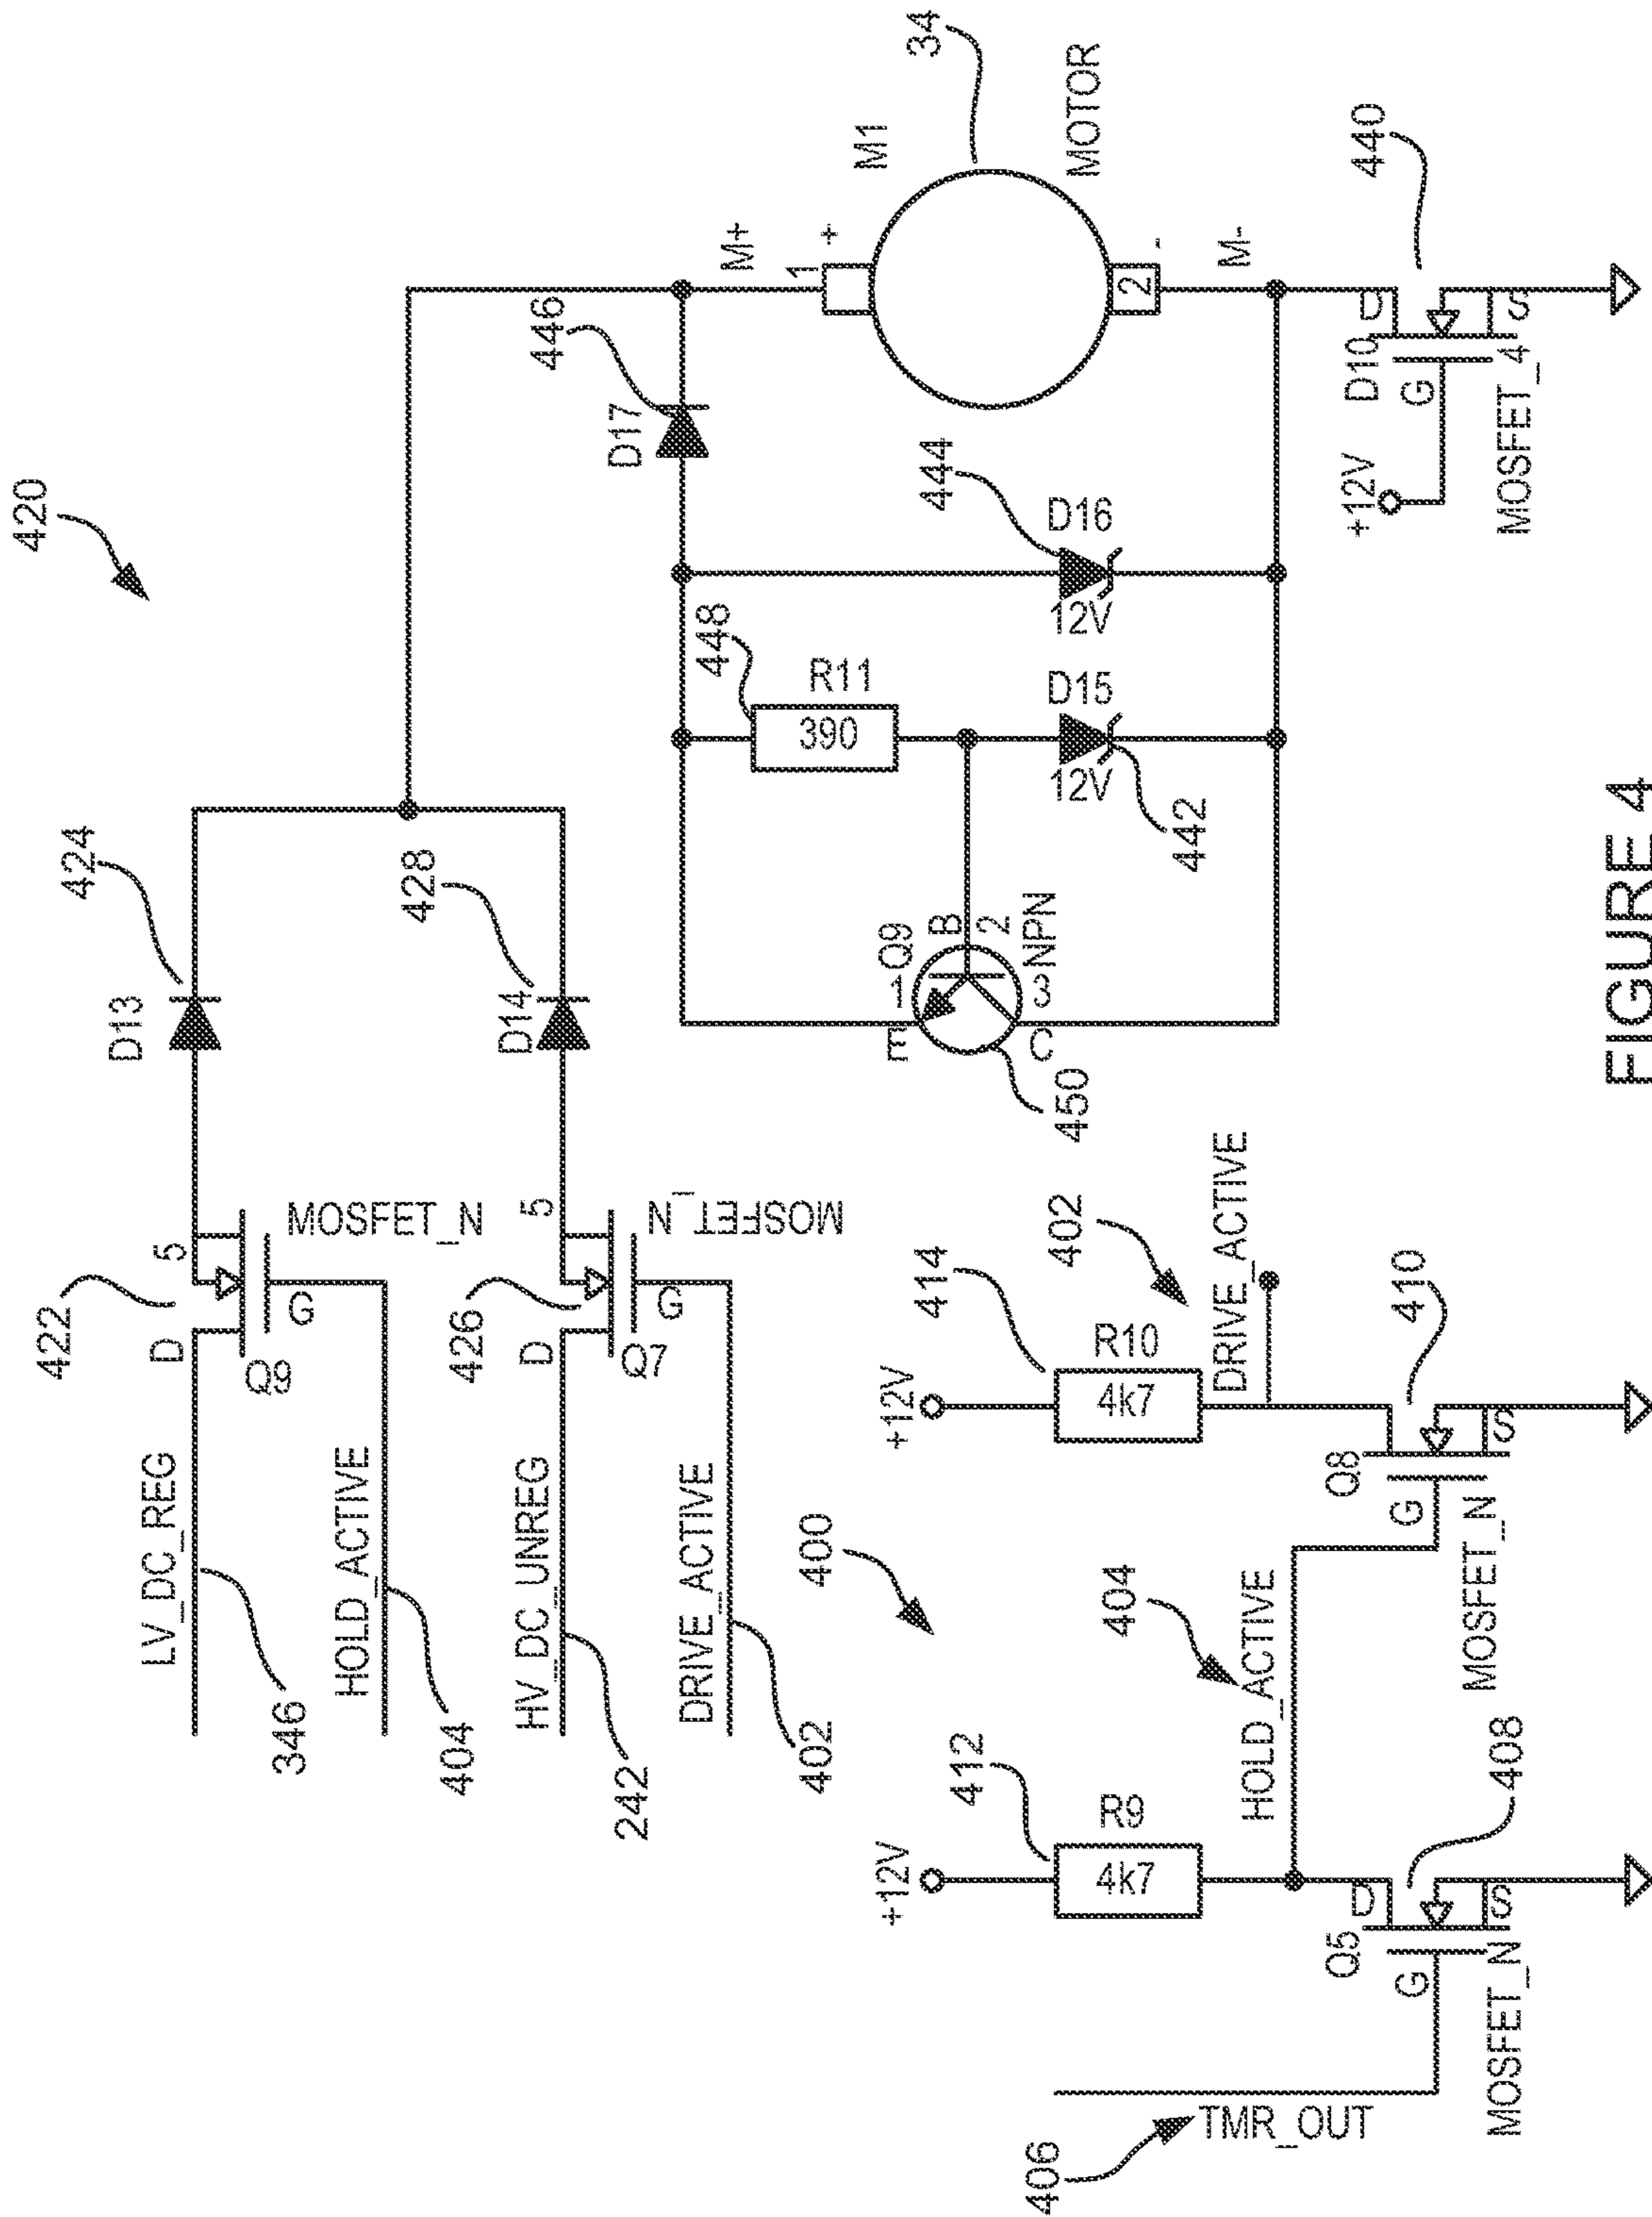 420
422
424
D
5
D13
LV_DC_REG
MOSFET_N
G
Q9
346
HOLD_ACTIVE
404
428
426
D
5
D14
HV_DC_UNREG
MOSFET_N
G
Q7
242
DRIVE_ACTIVE
402
446
D17
M+
1
+
M1
34
MOTOR
2
-
M-
448
R11
390
444
D16
12V
D15
12V
442
Q9
1
B
2
E
NPN
3
C
450
+12V
D10
D
G
S
MOSFET_4
440
400
+12V
412
R9
4k7
404
HOLD_ACTIVE
+12V
414
R10
4k7
402
DRIVE_ACTIVE
406
TMR_OUT
Q5
D
G
S
MOSFET_N
408
Q8
G
S
MOSFET_N
410
FIGURE 4